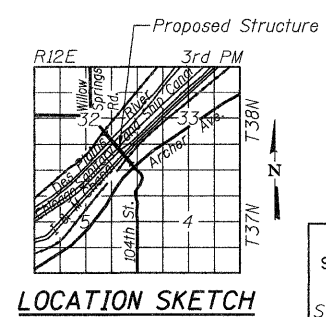 Proposed Structure
R12E 3rd PM
Willow
Springs
Rd.
32
33
Des Plaines River
Chicago Sanitary and Ship Canal
I & M Canal
Archer Ave.
T38N
N
5
4
104th St.
T37N
LOCATION SKETCH
S
S